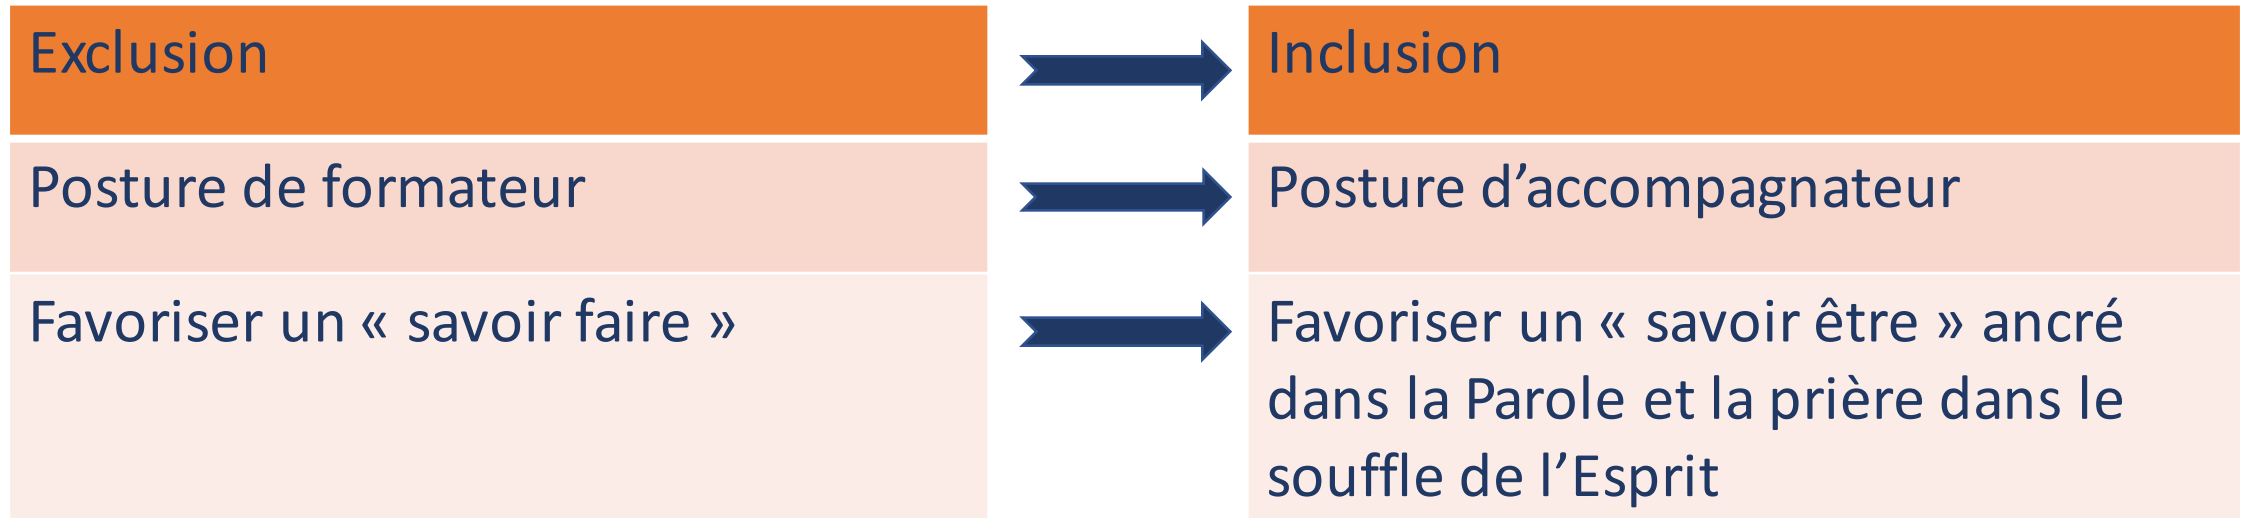 Exclusion
Inclusion
Posture de formateur
Posture d’accompagnateur
Favoriser un « savoir faire »
Favoriser un « savoir être » ancré
dans la Parole et la prière dans le
souffle de l’Esprit